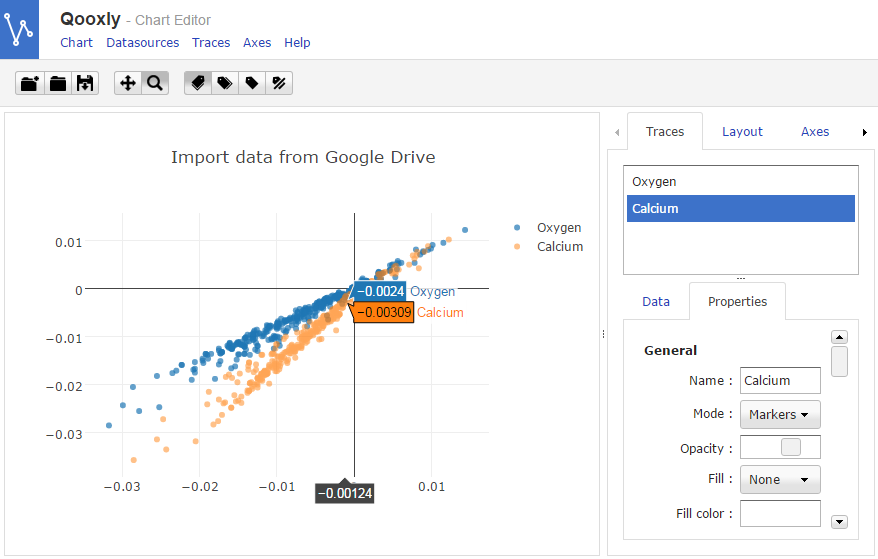 Qooxly - Chart Editor
Chart Datasources Traces Axes Help
Traces Layout Axes
Import data from Google Drive
Oxygen
Calcium
Oxygen
Calcium
0.01
0
−0.01
−0.02
−0.03
−0.0024 Oxygen
−0.00309 Calcium
−0.03 −0.02 −0.01 0.01
−0.00124
Data Properties
General
Name : Calcium
Mode : Markers
Opacity :
Fill : None
Fill color :